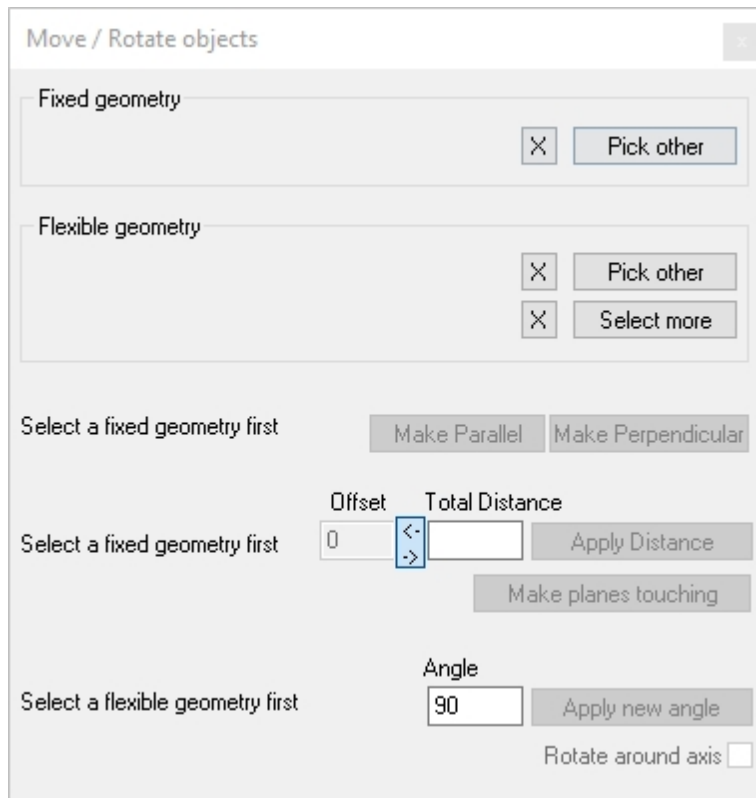 Move / Rotate objects x
Fixed geometry
X Pick other
Flexible geometry
X Pick other
X Select more
Select a fixed geometry first Make Parallel Make Perpendicular
Offset Total Distance
Select a fixed geometry first 0 <- -> Apply Distance
Make planes touching
Angle
Select a flexible geometry first 90 Apply new angle
Rotate around axis